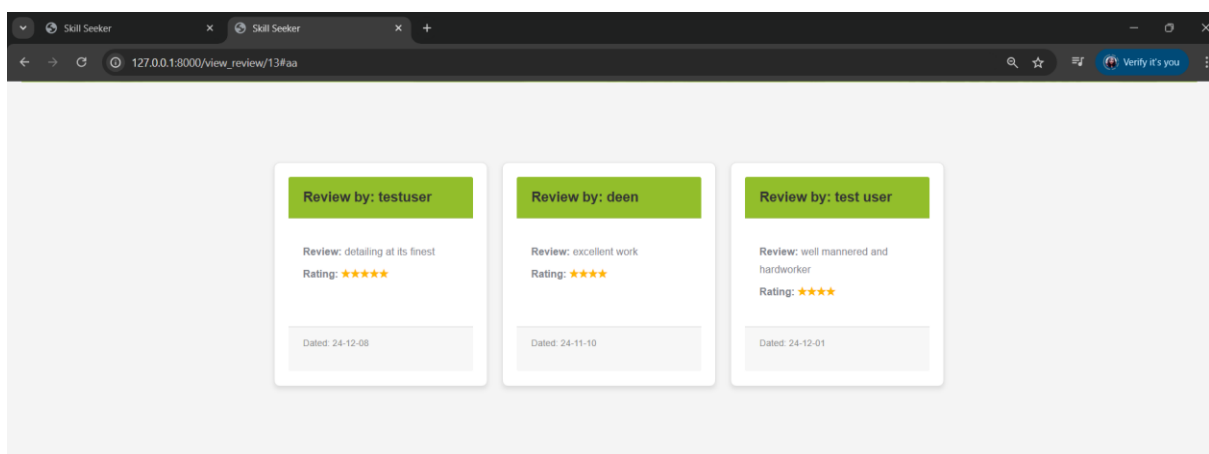 Skill Seeker
Skill Seeker
127.0.0.1:8000/view_review/13#aa
Verify it's you
Review by: testuser
Review: detailing at its finest
Rating: ★★★★★
Dated: 24-12-08
Review by: deen
Review: excellent work
Rating: ★★★★
Dated: 24-11-10
Review by: test user
Review: well mannered and
hardworker
Rating: ★★★★
Dated: 24-12-01